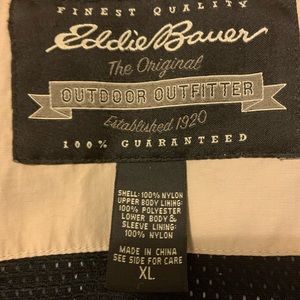 FINEST QUALITY
Eddie Bauer
The Original
OUTDOOR OUTFITTER
Established 1920
100% GUARANTEED
SHELL: 100% NYLON
UPPER BODY LINING:
100% POLYESTER
LOWER BODY &
SLEEVE LINING:
100% NYLON
MADE IN CHINA
SEE SIDE FOR CARE
XL